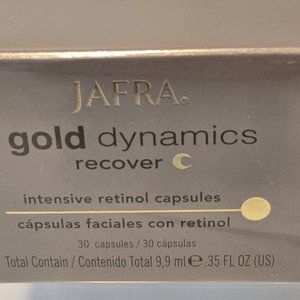 JAFRA®
gold dynamics
recover
intensive retinol capsules
cápsulas faciales con retinol
30 capsules / 30 cápsulas
Total Contain / Contenido Total 9,9 ml ℮ .35 FL OZ (US)